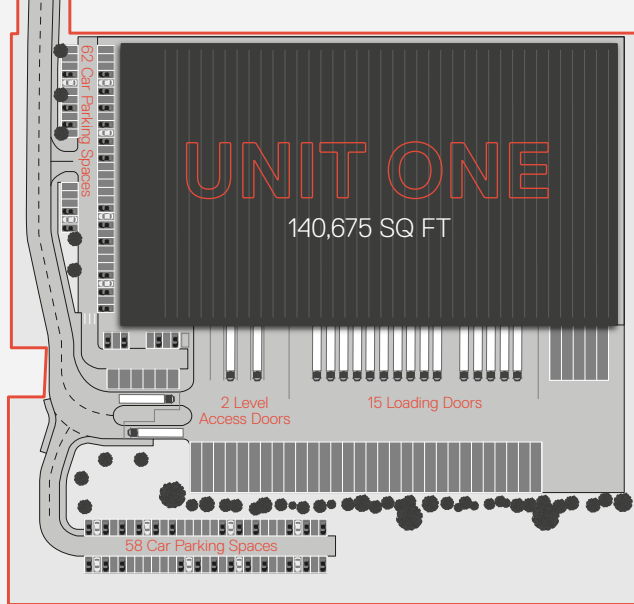 62 Car Parking Spaces
UNIT ONE
140,675 SQ FT
2 Level
Access Doors
15 Loading Doors
58 Car Parking Spaces